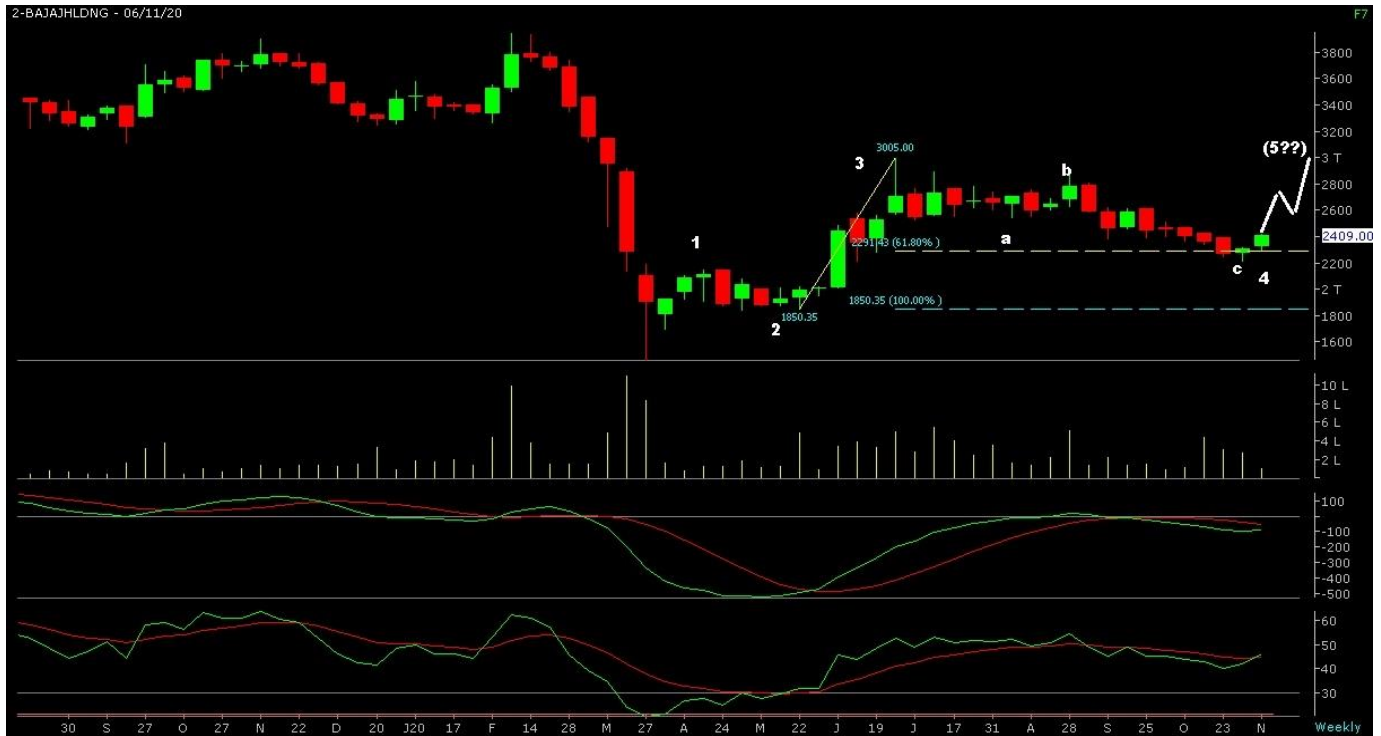 2-BAJAJHLDNG - 06/11/20
F7
3800
3600
3400
3200
3005.00
(5??)
3 T
3
b
2800
2600
2409.00
1
2291.43 (61.80% )
a
2200
c
4
2 T
1850.35 (100.00% )
1800
2
1850.35
1600
10 L
8 L
6 L
4 L
2 L
100
-100
-200
-300
-400
-500
60
50
40
30
30 S 27 O 27 N 22 D 20 J20 17 F 14 28 M 27 A 24 M 22 J 19 J 17 31 A 28 S 25 O 23 N
Weekly